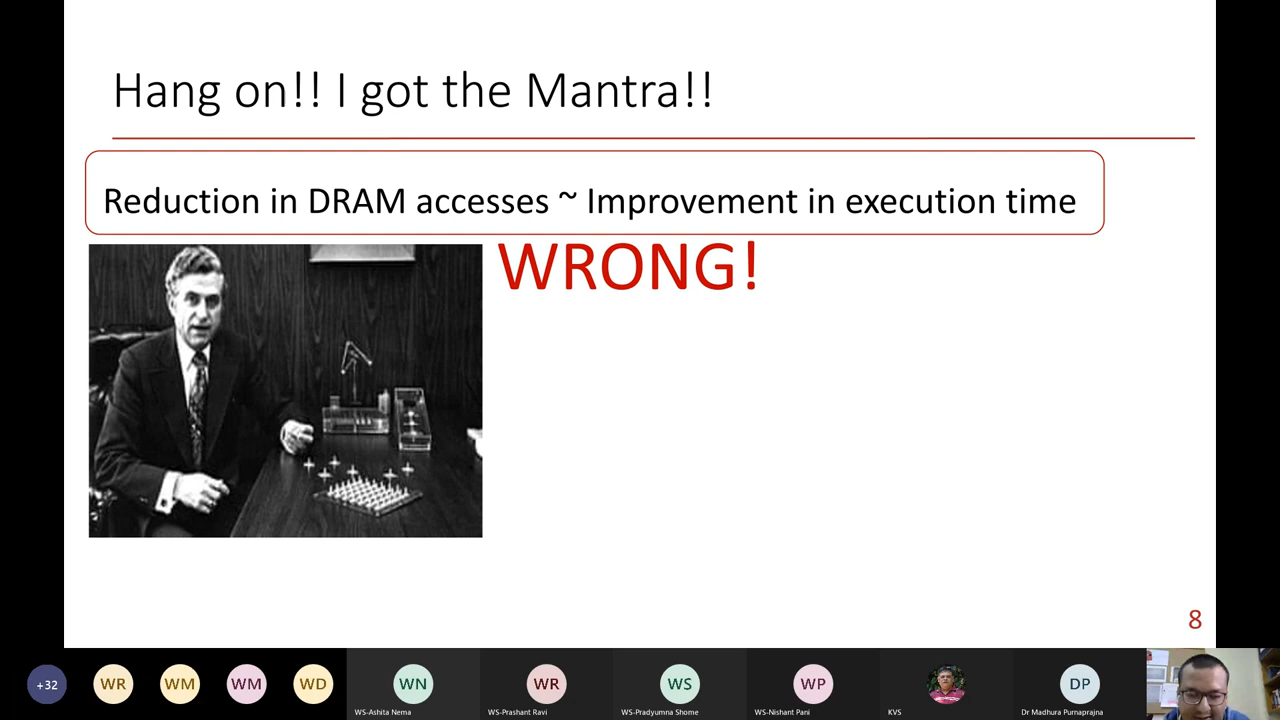 Hang on!! I got the Mantra!!
Reduction in DRAM accesses ~ Improvement in execution time
WRONG!
8
+32
WR
WM
WM
WD
WN
WR
WS
WP
DP
WS-Ashita Nema
WS-Prashant Ravi
WS-Pradyumna Shome
WS-Nishant Pani
KVS
Dr Madhura Purnaprajna